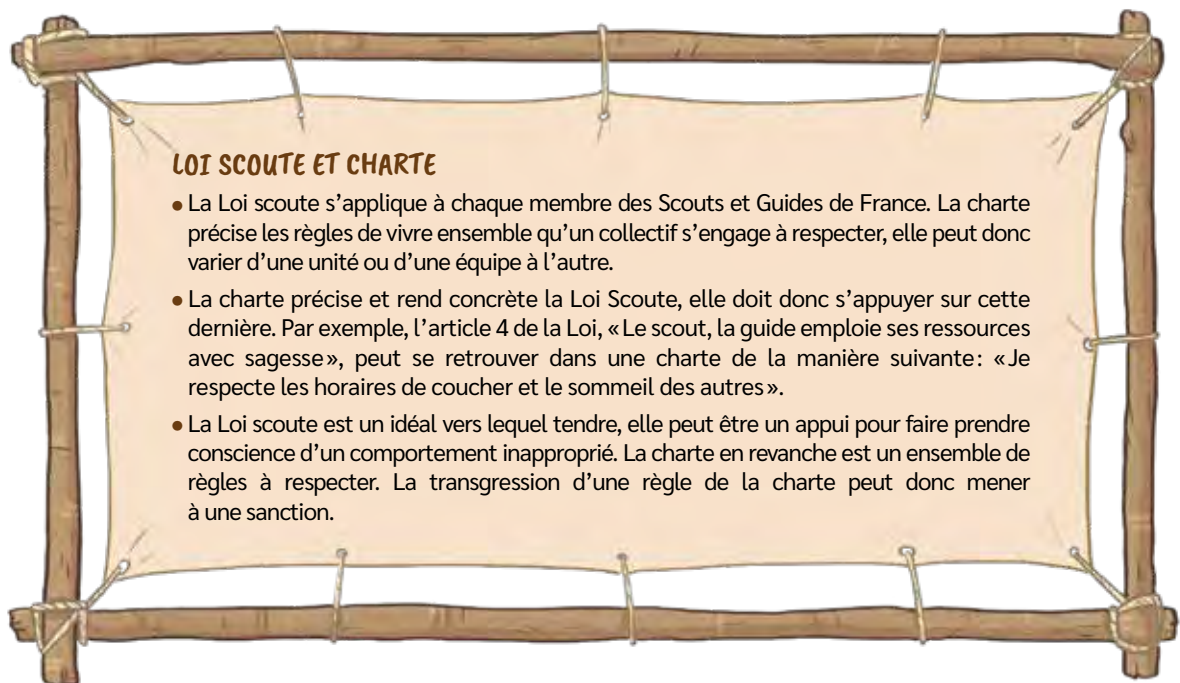 LOI SCOUTE ET CHARTE
• La Loi scoute s’applique à chaque membre des Scouts et Guides de France. La charte
précise les règles de vivre ensemble qu’un collectif s’engage à respecter, elle peut donc
varier d’une unité ou d’une équipe à l’autre.
• La charte précise et rend concrète la Loi Scoute, elle doit donc s’appuyer sur cette
dernière. Par exemple, l’article 4 de la Loi, «Le scout, la guide emploie ses ressources
avec sagesse», peut se retrouver dans une charte de la manière suivante: «Je
respecte les horaires de coucher et le sommeil des autres».
• La Loi scoute est un idéal vers lequel tendre, elle peut être un appui pour faire prendre
conscience d’un comportement inapproprié. La charte en revanche est un ensemble de
règles à respecter. La transgression d’une règle de la charte peut donc mener
à une sanction.